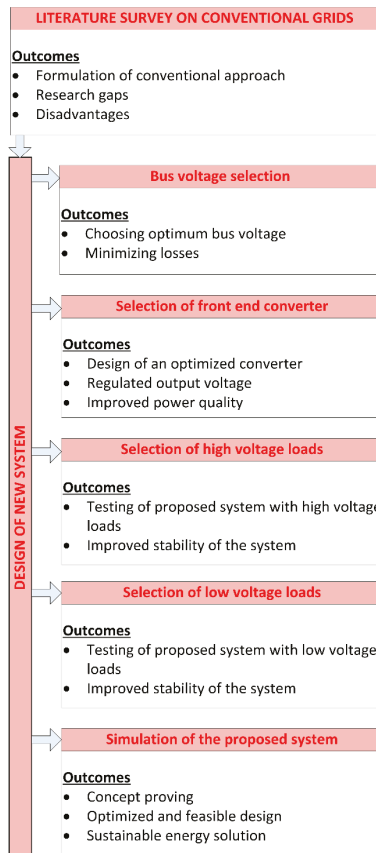 LITERATURE SURVEY ON CONVENTIONAL GRIDS
Outcomes
• Formulation of conventional approach
• Research gaps
• Disadvantages
DESIGN OF NEW SYSTEM
Bus voltage selection
Outcomes
• Choosing optimum bus voltage
• Minimizing losses
Selection of front end converter
Outcomes
• Design of an optimized converter
• Regulated output voltage
• Improved power quality
Selection of high voltage loads
Outcomes
• Testing of proposed system with high voltage
loads
• Improved stability of the system
Selection of low voltage loads
Outcomes
• Testing of proposed system with low voltage
loads
• Improved stability of the system
Simulation of the proposed system
Outcomes
• Concept proving
• Optimized and feasible design
• Sustainable energy solution